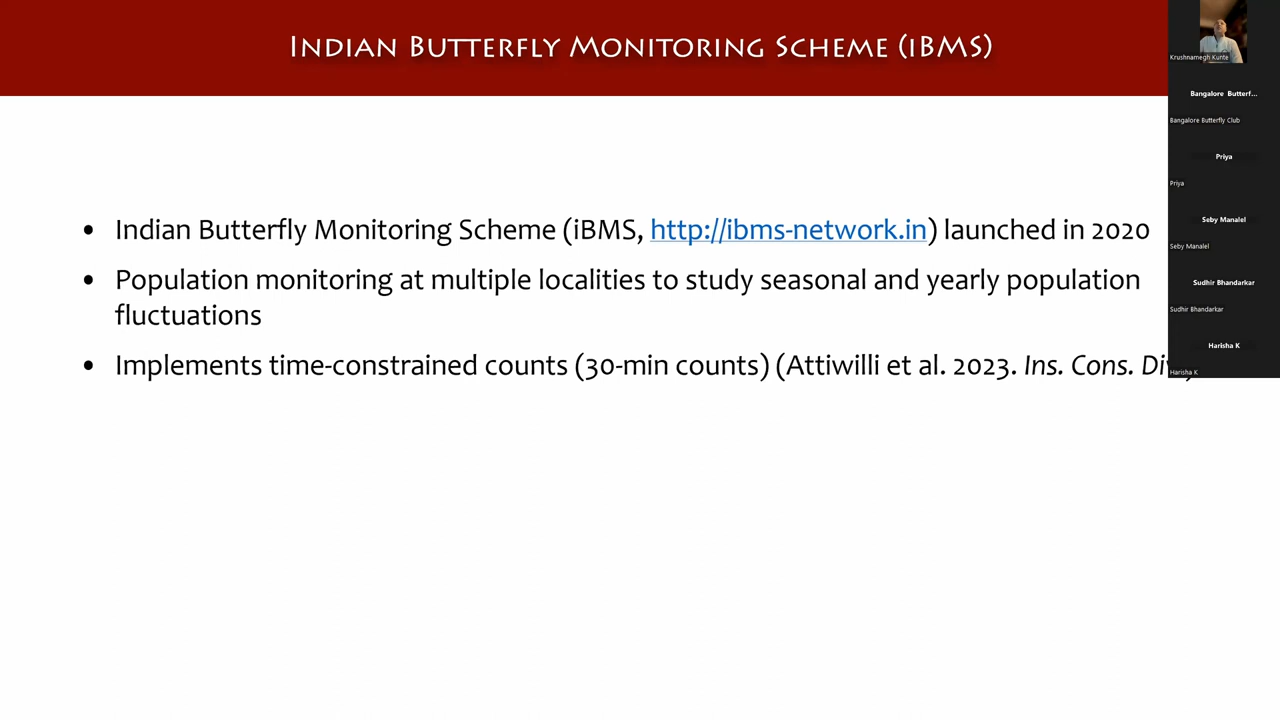 INDIAN BUTTERFLY MONITORING SCHEME (IBMS)
• Indian Butterfly Monitoring Scheme (iBMS, http://ibms-network.in) launched in 2020
• Population monitoring at multiple localities to study seasonal and yearly population
fluctuations
• Implements time-constrained counts (30-min counts) (Attiwilli et al. 2023. Ins. Cons.
Krushnamegh Kunte
Bangalore Butterf...
Bangalore Butterfly Club
Priya
Priya
Seby Manalel
Seby Manalel
Sudhir Bhandarkar
Sudhir Bhandarkar
Harisha K
Harisha K